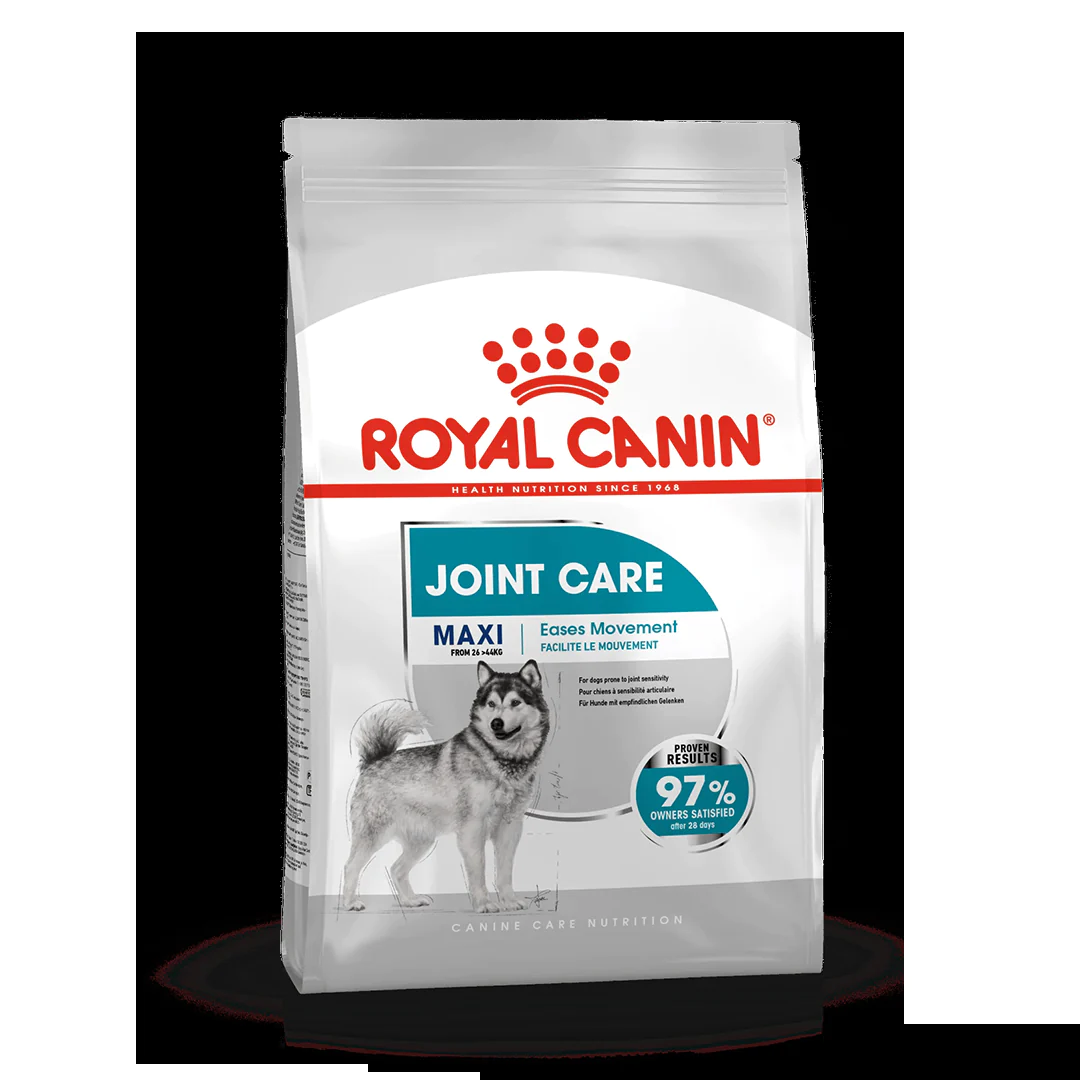 ROYAL CANIN®
HEALTH NUTRITION SINCE 1968
JOINT CARE
MAXI
FROM 26 >44KG
Eases Movement
FACILITE LE MOUVEMENT
For dogs prone to joint sensitivity
Pour chiens à sensibilité articulaire
Für Hunde mit empfindlichen Gelenken
PROVEN
RESULTS
97%
OWNERS SATISFIED
after 28 days
CANINE CARE NUTRITION